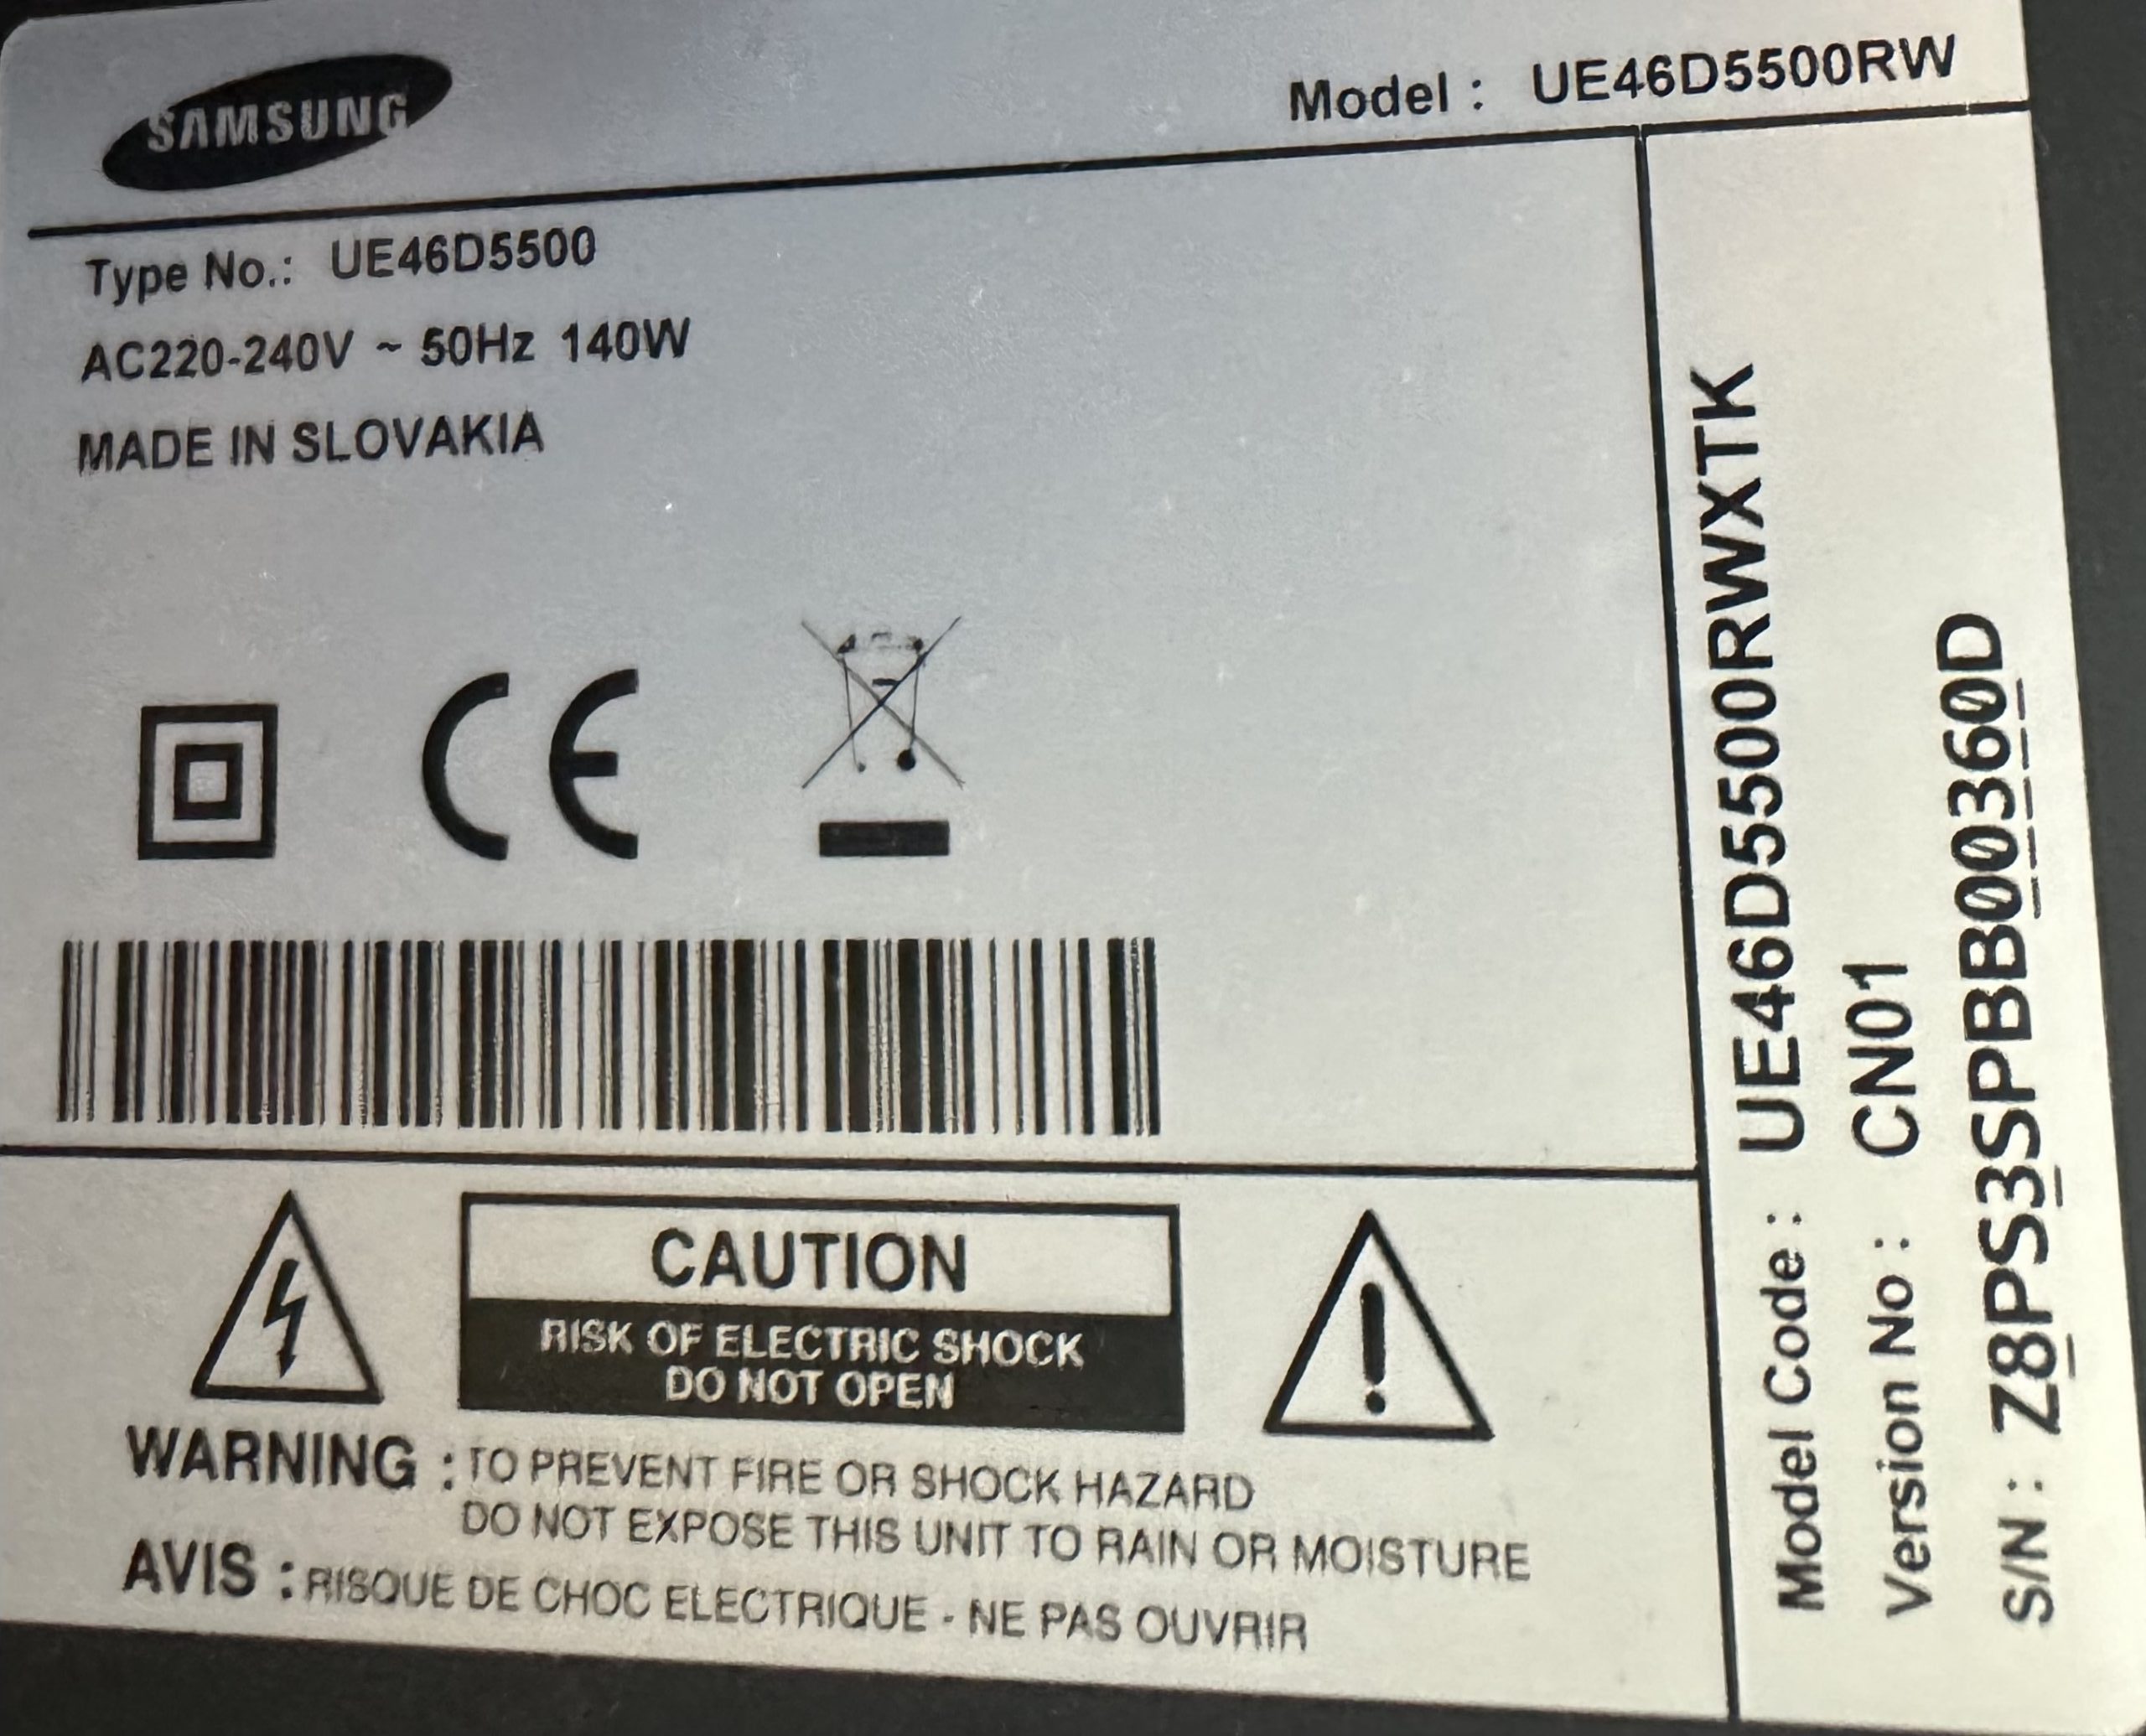 SAMSUNG
Model : UE46D5500RW
Type No.: UE46D5500
AC220-240V ~ 50Hz 140W
MADE IN SLOVAKIA
CE
CAUTION
RISK OF ELECTRIC SHOCK
DO NOT OPEN
WARNING : TO PREVENT FIRE OR SHOCK HAZARD
DO NOT EXPOSE THIS UNIT TO RAIN OR MOISTURE
AVIS : RISQUE DE CHOC ELECTRIQUE - NE PAS OUVRIR
Model Code : UE46D5500RWXTK
Version No : CN01
S/N : Z8PS3SPBB00360D